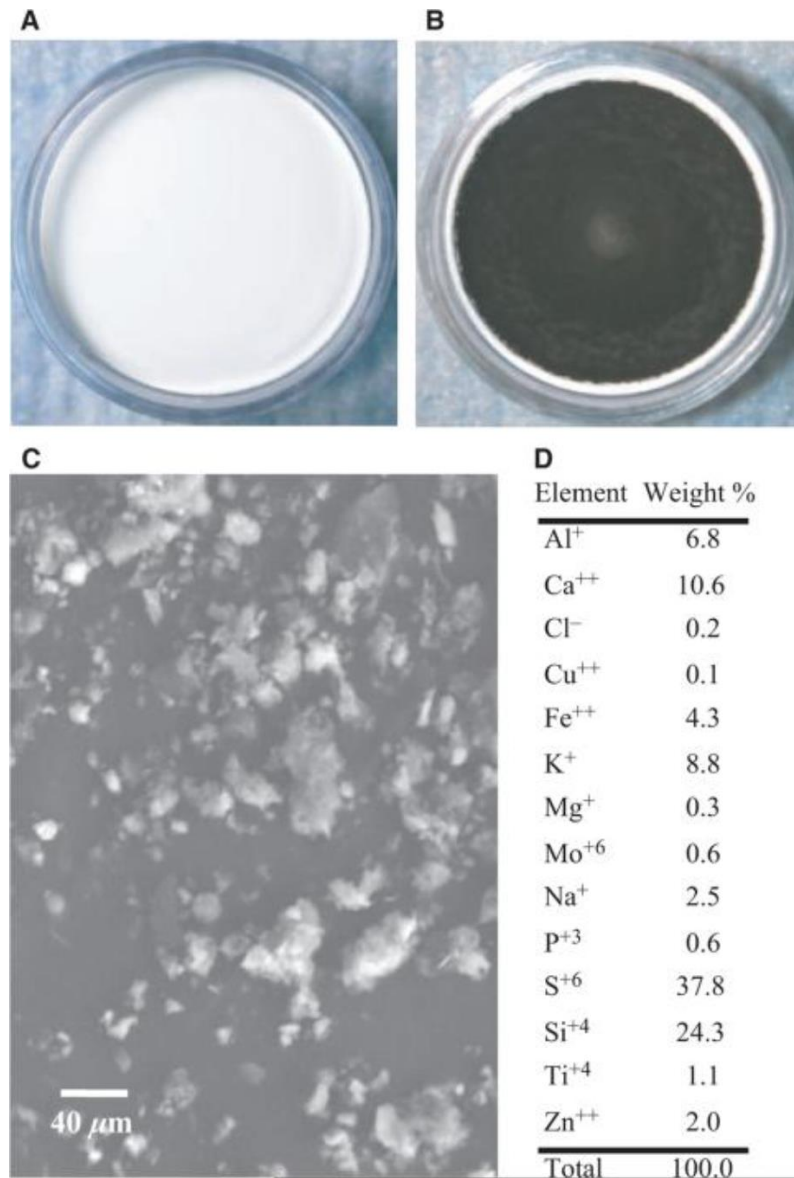 A
B
C
D
Element Weight %
Al⁺ 6.8
Ca⁺⁺ 10.6
Cl⁻ 0.2
Cu⁺⁺ 0.1
Fe⁺⁺ 4.3
K⁺ 8.8
Mg⁺ 0.3
Mo⁺⁶ 0.6
Na⁺ 2.5
P⁺³ 0.6
S⁺⁶ 37.8
Si⁺⁴ 24.3
Ti⁺⁴ 1.1
Zn⁺⁺ 2.0
Total 100.0
40 μm